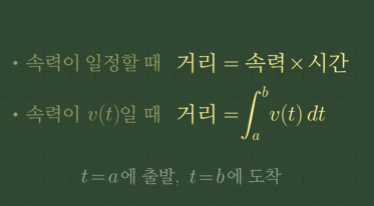 • 속력이 일정할 때 거리 = 속력 × 시간
• 속력이 v(t)일 때 거리 = ∫_a^b v(t) dt
t = a에 출발, t = b에 도착